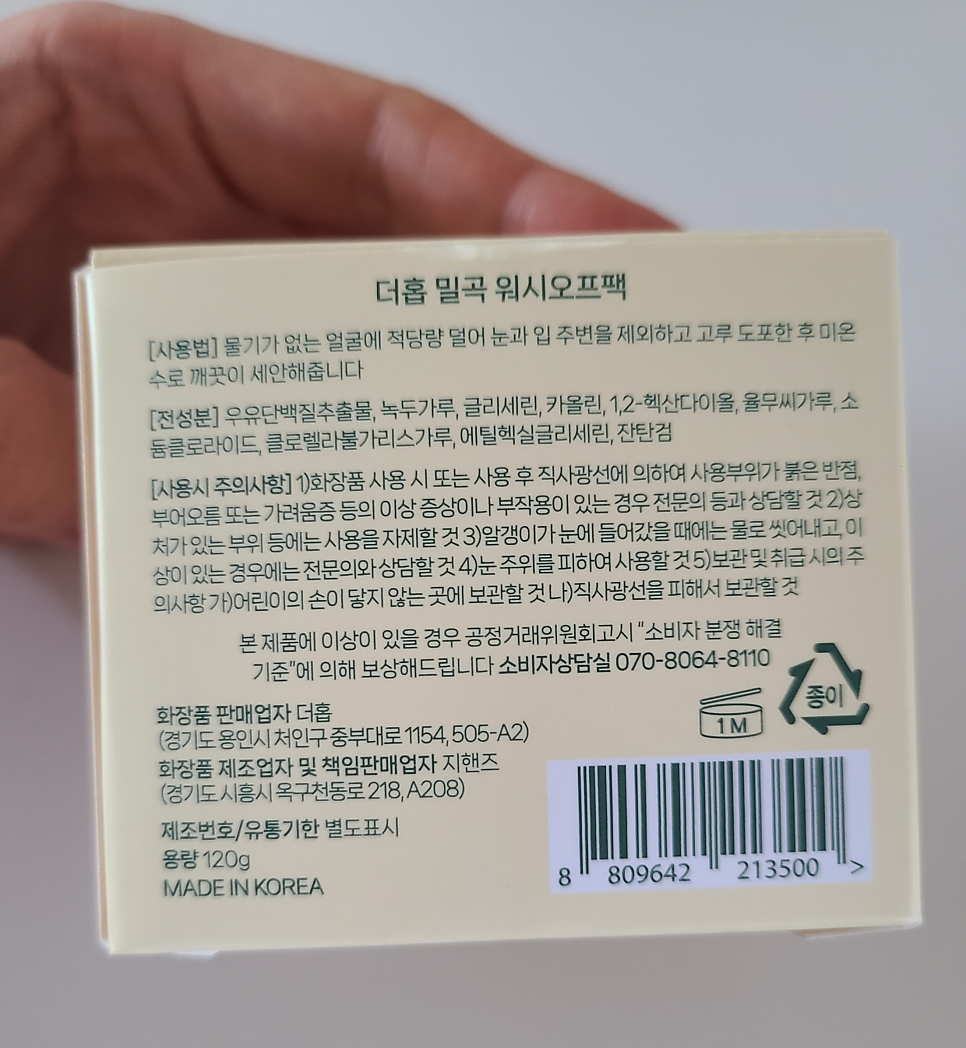 더홉 밀곡 워시오프팩
[사용법] 물기가 없는 얼굴에 적당량 덜어 눈과 입 주변을 제외하고 고루 도포한 후 미온
수로 깨끗이 세안해줍니다
[전성분] 우유단백질추출물, 녹두가루, 글리세린, 카올린, 1,2-헥산다이올, 율무씨가루, 소
듐클로라이드, 클로렐라불가리스가루, 에틸헥실글리세린, 잔탄검
[사용시 주의사항] 1)화장품 사용 시 또는 사용 후 직사광선에 의하여 사용부위가 붉은 반점,
부어오름 또는 가려움증 등의 이상 증상이나 부작용이 있는 경우 전문의 등과 상담할 것 2)상
처가 있는 부위 등에는 사용을 자제할 것 3)알갱이가 눈에 들어갔을 때에는 물로 씻어내고, 이
상이 있는 경우에는 전문의와 상담할 것 4)눈 주위를 피하여 사용할 것 5)보관 및 취급 시의 주
의사항 가)어린이의 손이 닿지 않는 곳에 보관할 것 나)직사광선을 피해서 보관할 것
본 제품에 이상이 있을 경우 공정거래위원회고시 "소비자 분쟁 해결
기준"에 의해 보상해드립니다 소비자상담실 070-8064-8110
종이
1M
화장품 판매업자 더홉
(경기도 용인시 처인구 중부대로 1154, 505-A2)
화장품 제조업자 및 책임판매업자 지핸즈
(경기도 시흥시 옥구천동로 218, A208)
제조번호/유통기한 별도표시
용량 120g
MADE IN KOREA
8 809642 213500 >